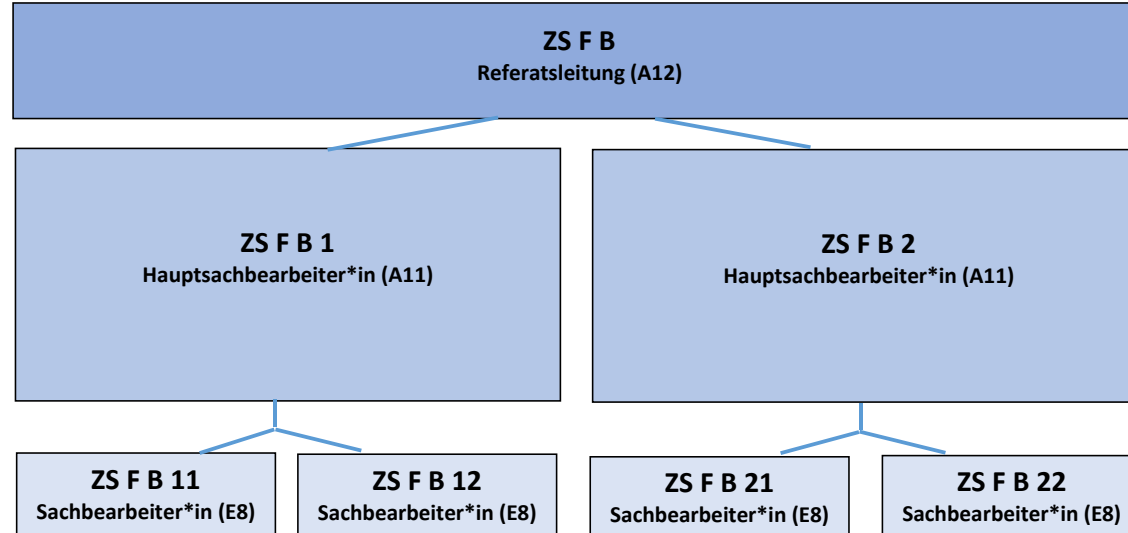 ZS F B
Referatsleitung (A12)
ZS F B 1
Hauptsachbearbeiter*in (A11)
ZS F B 2
Hauptsachbearbeiter*in (A11)
ZS F B 11
Sachbearbeiter*in (E8)
ZS F B 12
Sachbearbeiter*in (E8)
ZS F B 21
Sachbearbeiter*in (E8)
ZS F B 22
Sachbearbeiter*in (E8)